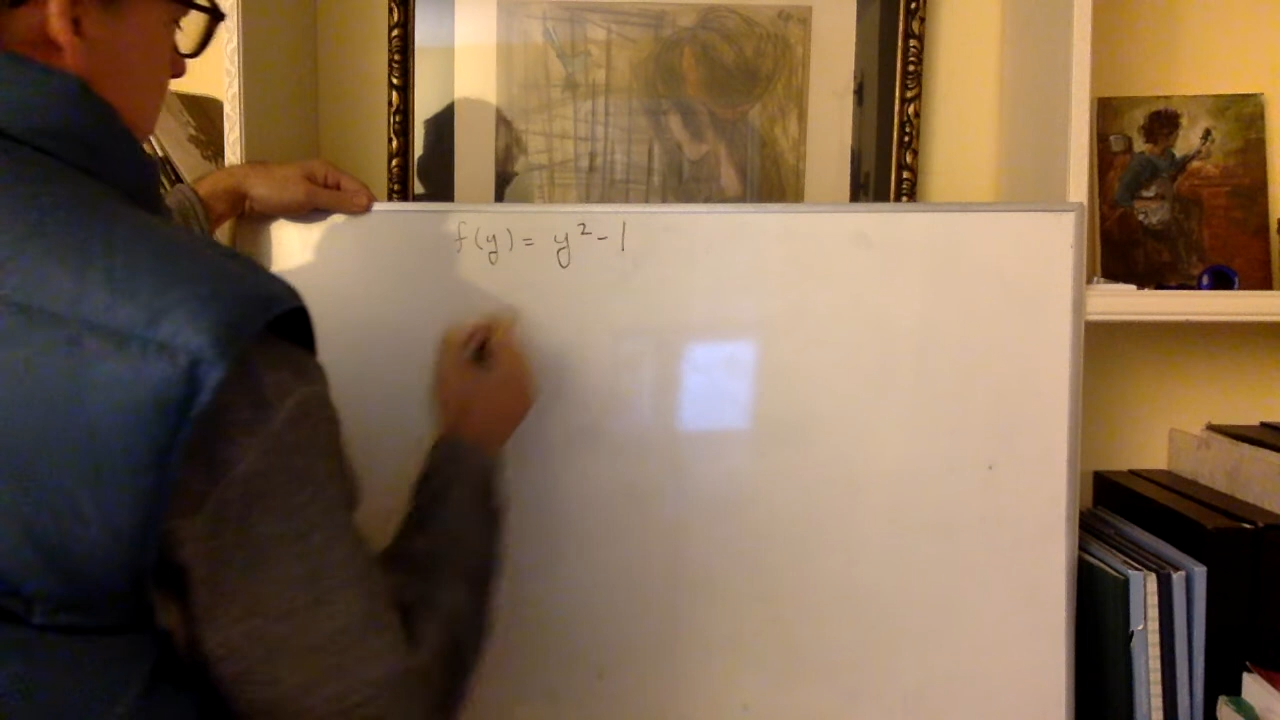 f(y) = y² - 1